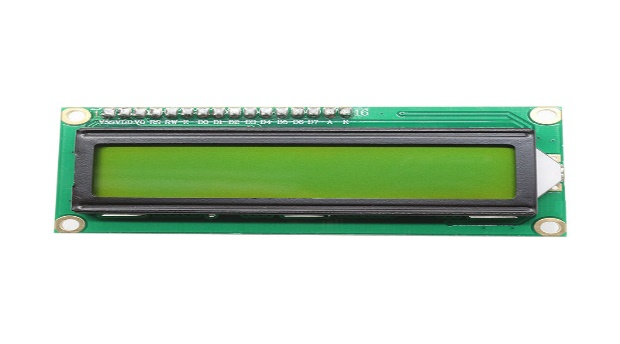 16
VSS VDD V0 RS RW E D0 D1 D2 D3 D4 D5 D6 D7 A K